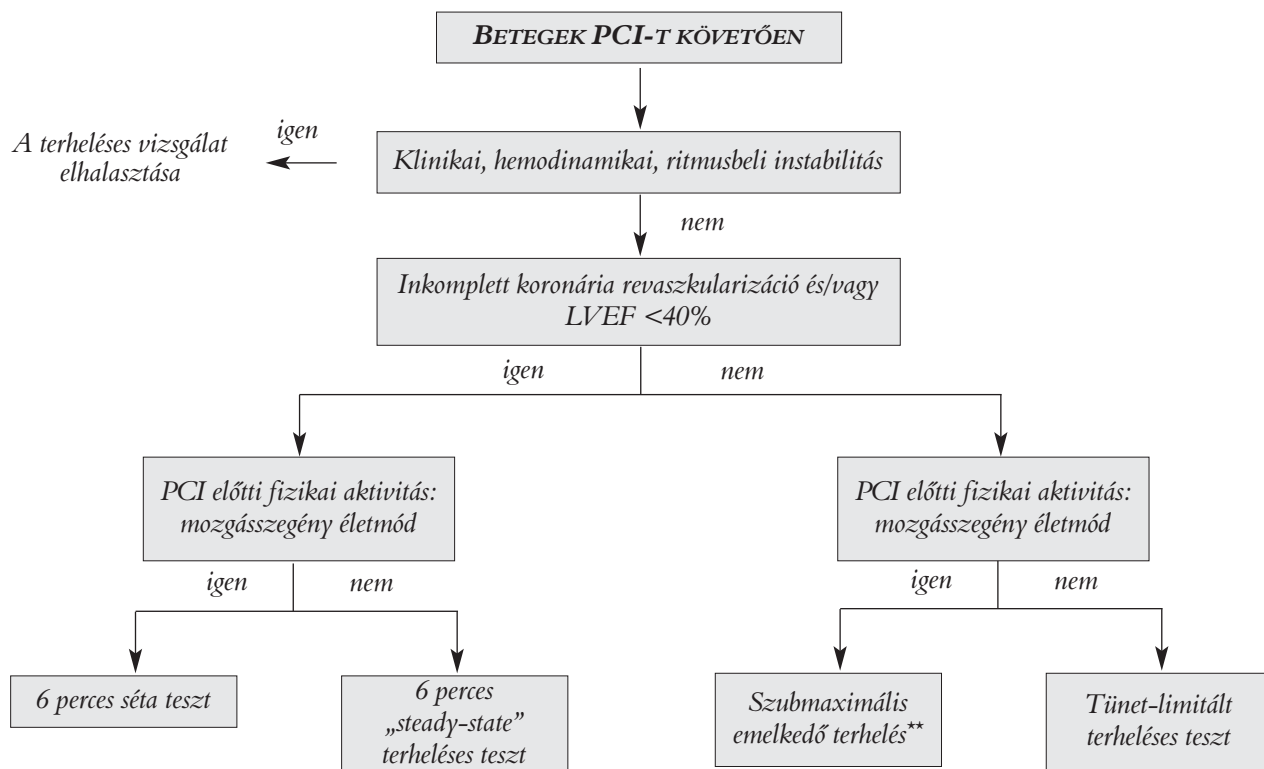 BETEGEK PCI-T KÖVETŐEN
igen
A terheléses vizsgálat
elhalasztása
Klinikai, hemodinamikai, ritmusbeli instabilitás
nem
Inkomplett koronária revaszkularizáció és/vagy
LVEF <40%
igen
nem
PCI előtti fizikai aktivitás:
mozgásszegény életmód
PCI előtti fizikai aktivitás:
mozgásszegény életmód
igen
nem
igen
nem
6 perces séta teszt
6 perces
„steady-state”
terheléses teszt
Szubmaximális
emelkedő terhelés**
Tünet-limitált
terheléses teszt